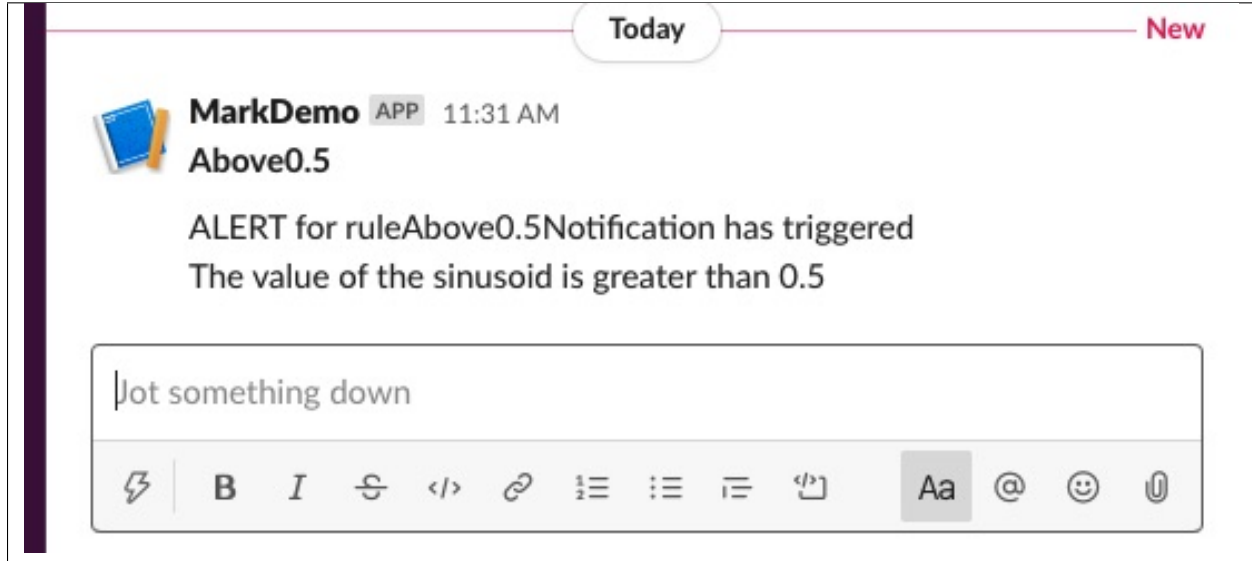 Today
New
MarkDemo APP 11:31 AM
Above0.5
ALERT for ruleAbove0.5Notification has triggered
The value of the sinusoid is greater than 0.5
Jot something down
B I S </> Aa @